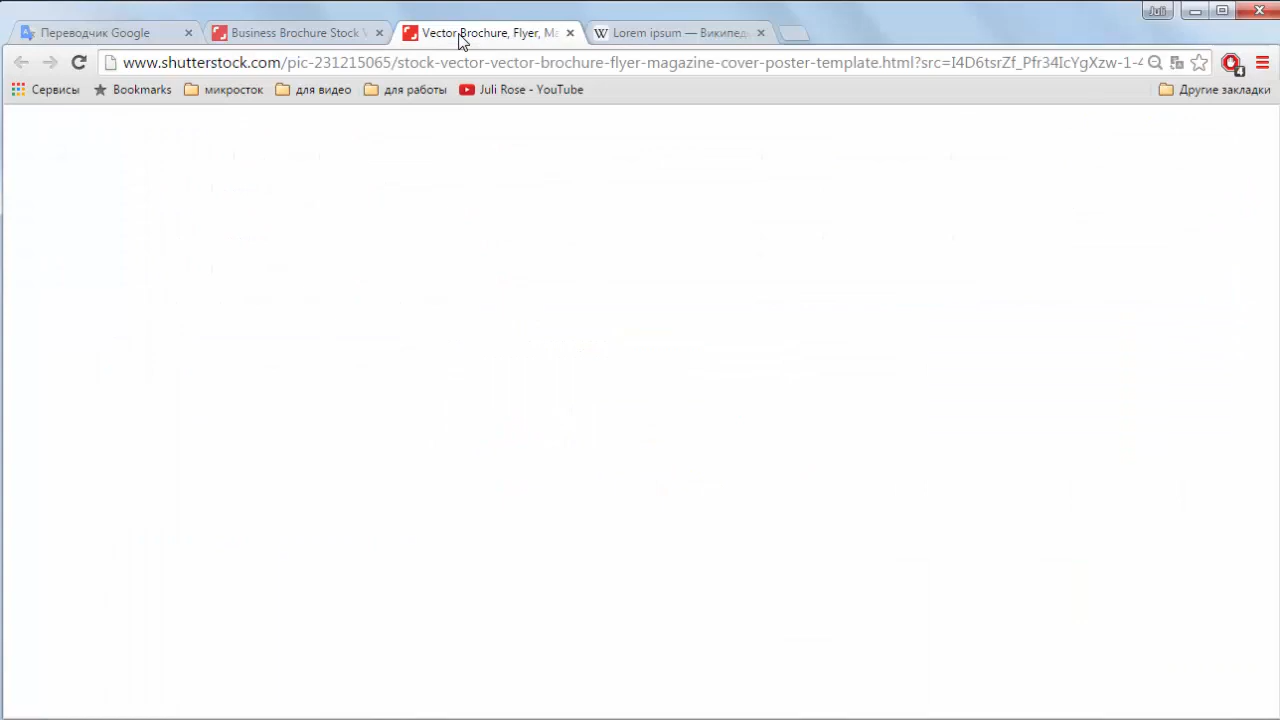 Juli
Переводчик Google
Business Brochure Stock V
Vector Brochure, Flyer, Ma
W Lorem ipsum — Википед
www.shutterstock.com/pic-231215065/stock-vector-vector-brochure-flyer-magazine-cover-poster-template.html?src=I4D6tsrZf_Pfr34IcYgXzw-1-4
4
Сервисы
Bookmarks
микросток
для видео
для работы
Juli Rose - YouTube
Другие закладки